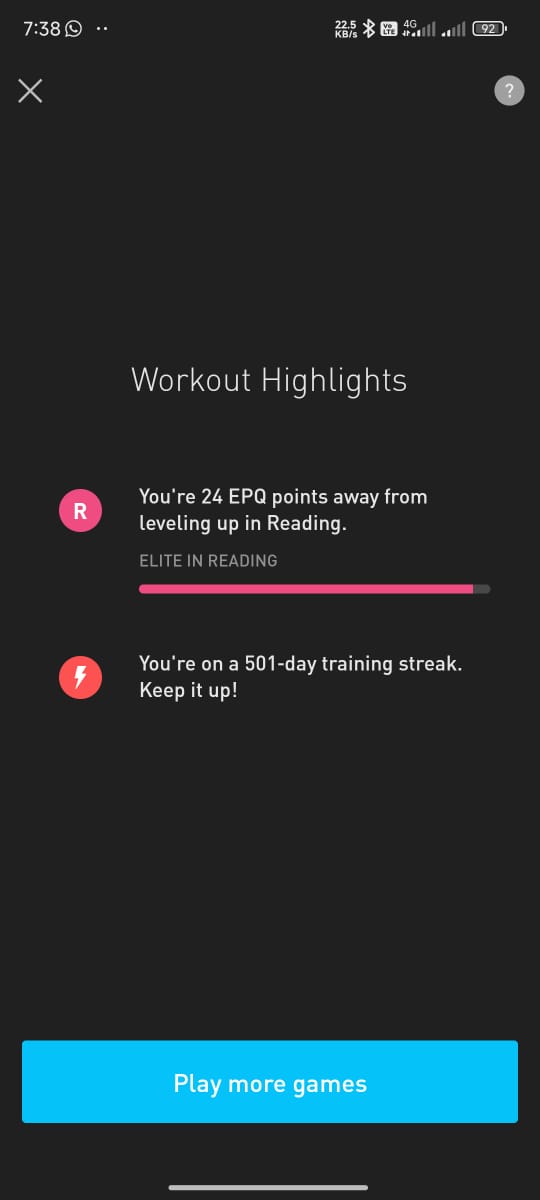 7:38
22.5
KB/s
Vo
LTE
4G
92
?
Workout Highlights
R
You're 24 EPQ points away from
leveling up in Reading.
ELITE IN READING
You're on a 501-day training streak.
Keep it up!
Play more games